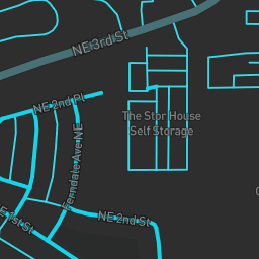 NE 3rd St
NE 2nd Pl
The Stor House
Self Storage
Ferndale Ave NE
NE 1st St
NE 2nd St